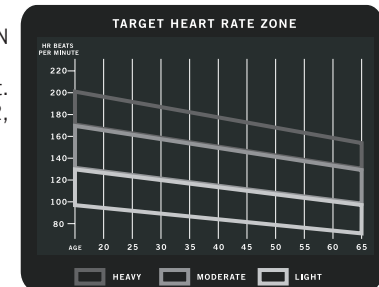 N
t.
2,
TARGET HEART RATE ZONE
HR BEATS
PER MINUTE
220
200
180
160
140
120
100
80
AGE 20 25 30 35 40 45 50 55 60 65
HEAVY MODERATE LIGHT